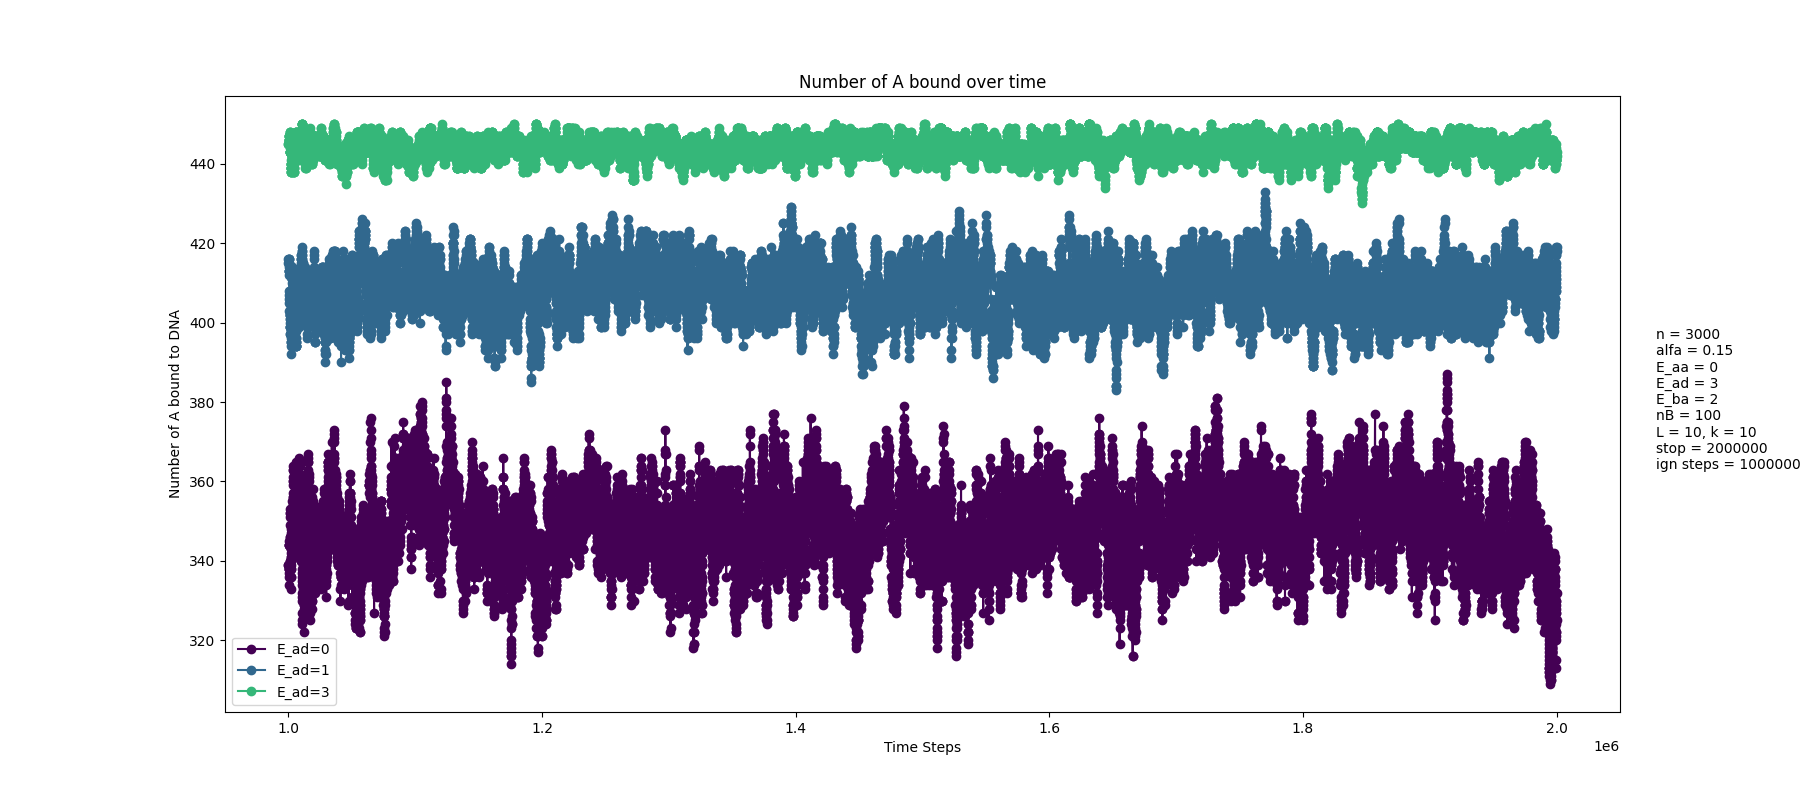 Number of A bound over time
Number of A bound to DNA
440
420
400
380
360
340
320
E_ad=0
E_ad=1
E_ad=3
1.0
1.2
1.4
1.6
1.8
2.0
1e6
Time Steps
n = 3000
alfa = 0.15
E_aa = 0
E_ad = 3
E_ba = 2
nB = 100
L = 10, k = 10
stop = 2000000
ign steps = 1000000